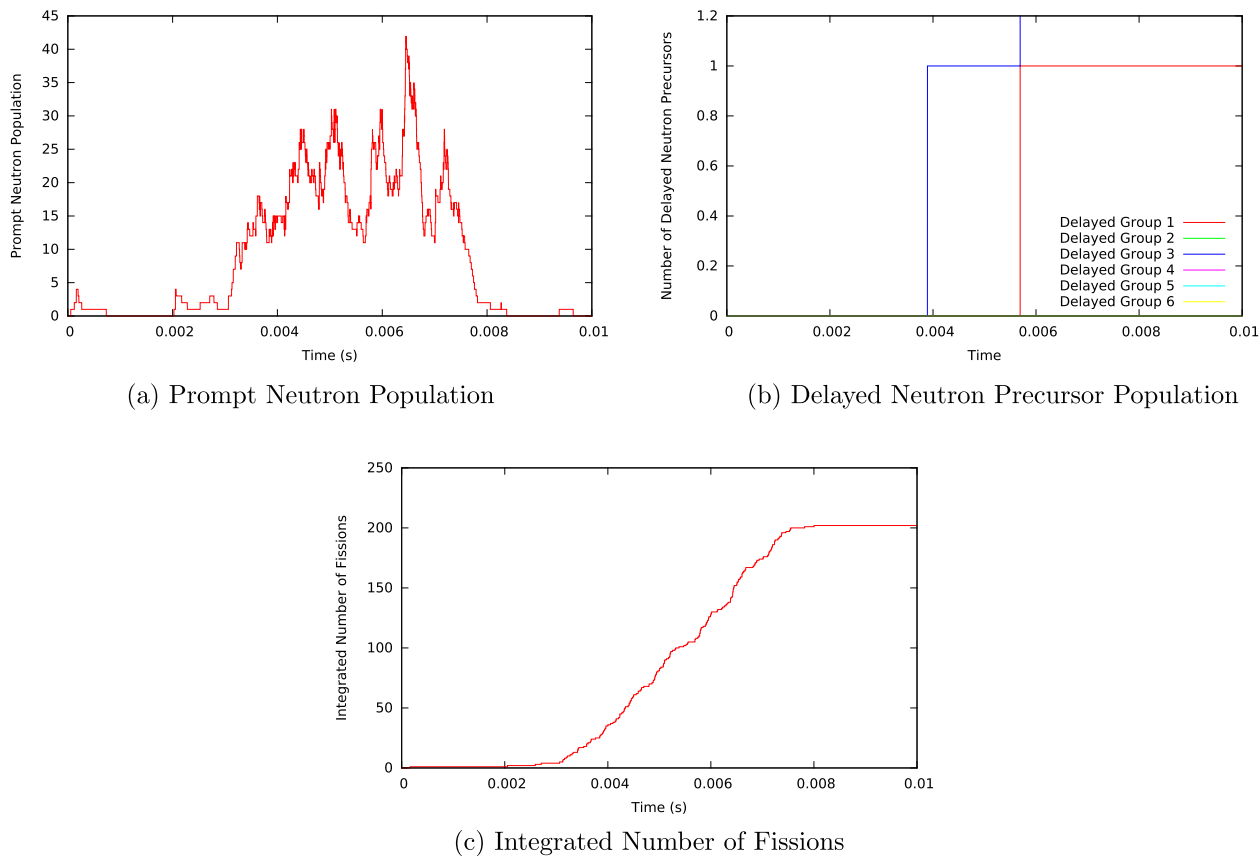 45
40
35
30
25
20
15
10
5
0
Prompt Neutron Population
0 0.002 0.004 0.006 0.008 0.01
Time (s)
(a) Prompt Neutron Population
1.2
1
0.8
0.6
0.4
0.2
0
Number of Delayed Neutron Precursors
Delayed Group 1
Delayed Group 2
Delayed Group 3
Delayed Group 4
Delayed Group 5
Delayed Group 6
0 0.002 0.004 0.006 0.008 0.01
Time
(b) Delayed Neutron Precursor Population
250
200
150
100
50
0
Integrated Number of Fissions
0 0.002 0.004 0.006 0.008 0.01
Time (s)
(c) Integrated Number of Fissions